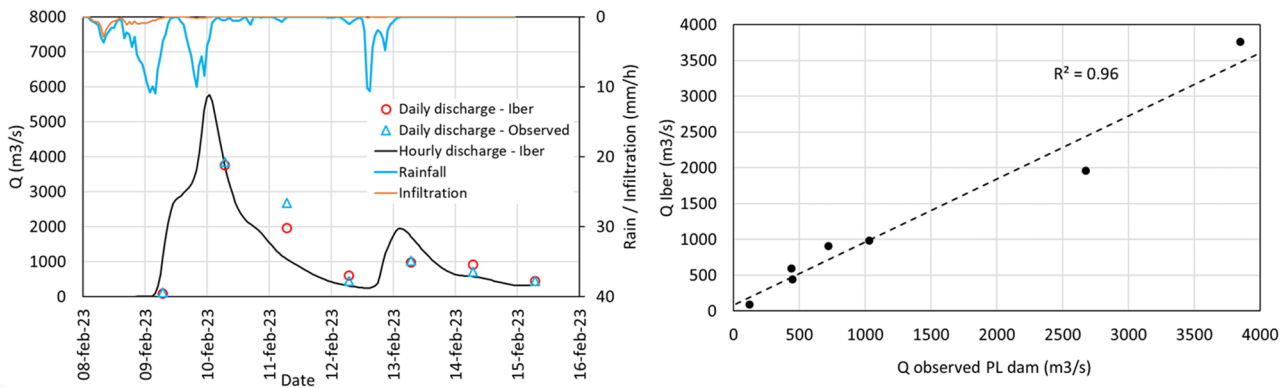 8000
7000
6000
5000
4000
3000
2000
1000
0
Q (m3/s)
0
10
20
30
40
Rain / Infiltration (mm/h)
Daily discharge - Iber
Daily discharge - Observed
Hourly discharge - Iber
Rainfall
Infiltration
08-feb-23
09-feb-23
10-feb-23
11-feb-23
12-feb-23
13-feb-23
14-feb-23
15-feb-23
16-feb-23
Date
4000
3500
3000
2500
2000
1500
1000
500
0
Q Iber (m3/s)
R² = 0.96
0 500 1000 1500 2000 2500 3000 3500 4000
Q observed PL dam (m3/s)